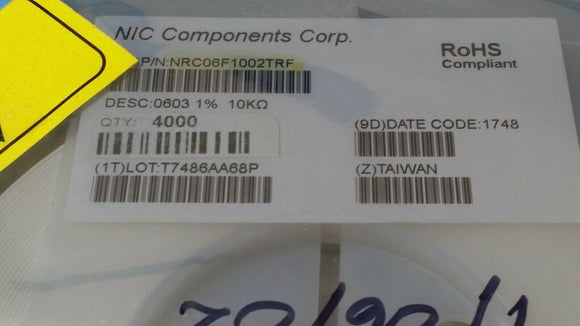 NIC Components Corp.
RoHS
Compliant
P/N:NRC06F1002TRF
DESC:0603 1% 10KΩ
QTY: 4000
(9D)DATE CODE:1748
(1T)LOT:T7486AA68P
(Z)TAIWAN